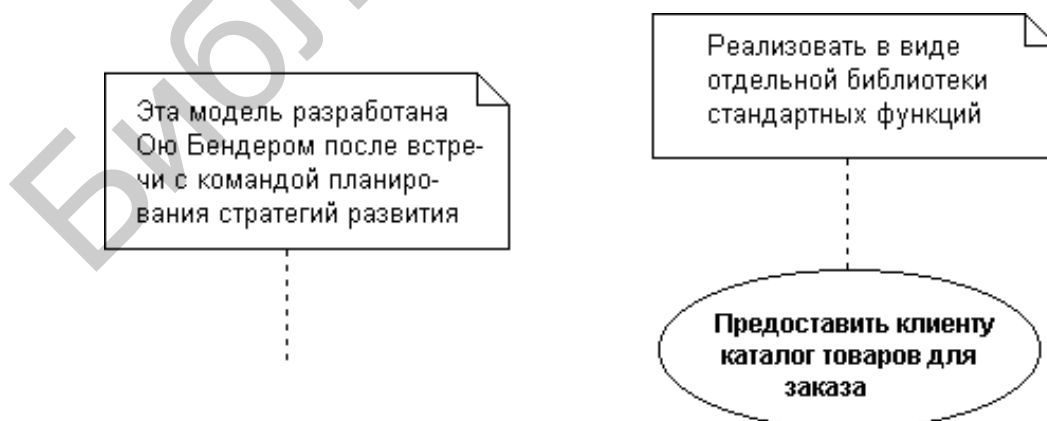 Эта модель разработана
Ою Бендером после встре-
чи с командой планиро-
вания стратегий развития
Реализовать в виде
отдельной библиотеки
стандартных функций
Предоставить клиенту
каталог товаров для
заказа
Библ